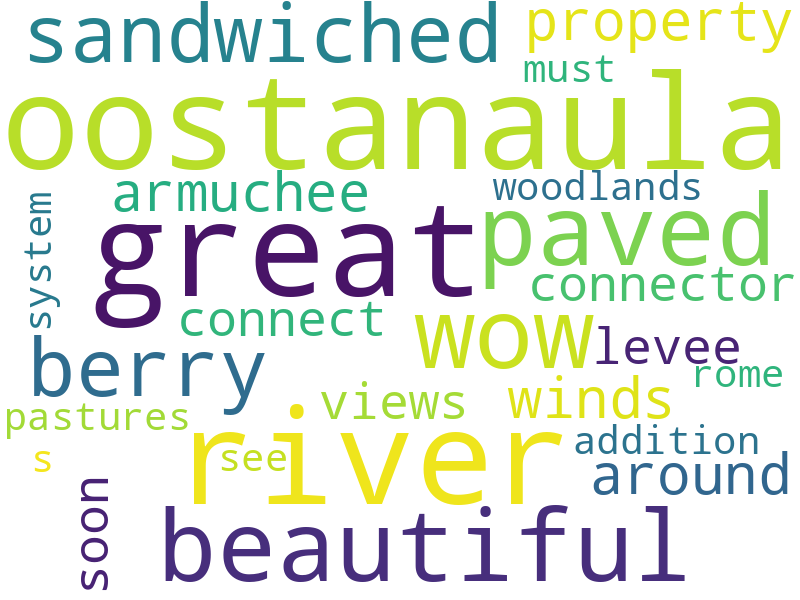 sandwiched
property
must
oostanaula
armuchee
woodlands
system
great
paved
connector
connect
wow
levee
berry
rome
views
winds
pastures
river
see
addition
s
around
soon
beautiful